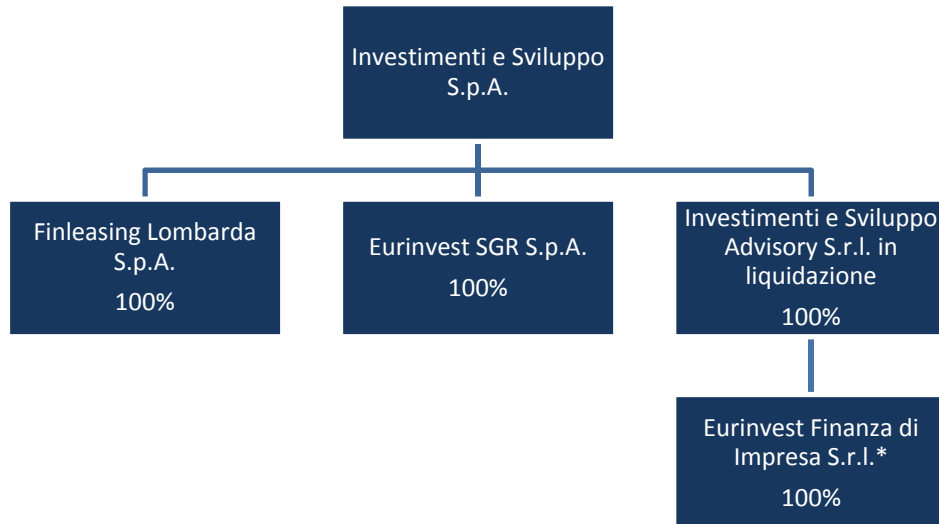 Investimenti e Sviluppo
S.p.A.
Finleasing Lombarda
S.p.A.
100%
Eurinvest SGR S.p.A.
100%
Investimenti e Sviluppo
Advisory S.r.l. in
liquidazione
100%
Eurinvest Finanza di
Impresa S.r.l.*
100%